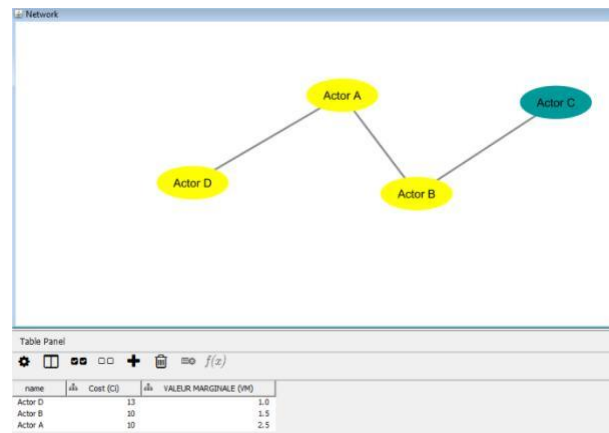 Network
Actor A
Actor C
Actor D
Actor B
Table Panel
f(x)
name Cost (Ci) VALEUR MARGINALE (VM)
Actor D 13 1.0
Actor B 10 1.5
Actor A 10 2.5